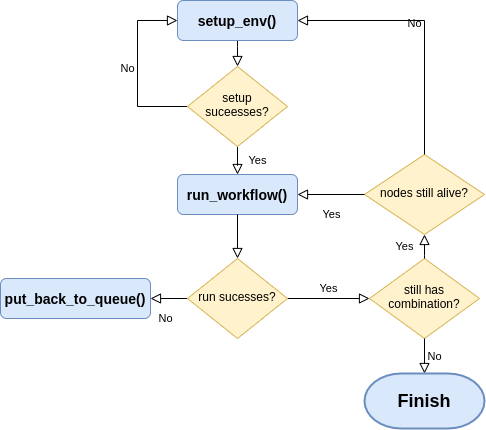 setup_env()
No
No
setup
suceesses?
Yes
run_workflow()
nodes still alive?
Yes
Yes
put_back_to_queue()
run sucesses?
Yes
still has
combination?
No
No
Finish